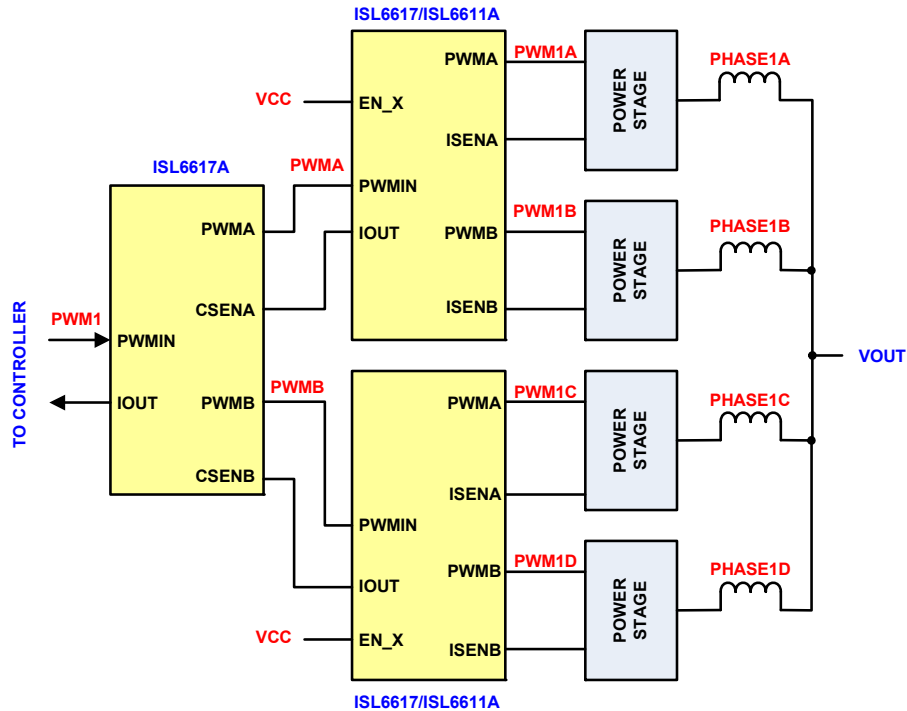 ISL6617/ISL6611A
PWMA
PWM1A
POWER
STAGE
PHASE1A
VCC
EN_X
ISENA
ISL6617A
PWMA
PWMIN
PWMA
IOUT
PWMB
PWM1B
POWER
STAGE
PHASE1B
CSENA
ISENB
TO CONTROLLER
PWM1
PWMIN
VOUT
IOUT
PWMB
PWMB
PWMA
PWM1C
POWER
STAGE
PHASE1C
CSENB
ISENA
PWMIN
PWMB
PWM1D
POWER
STAGE
PHASE1D
IOUT
VCC
EN_X
ISENB
ISL6617/ISL6611A